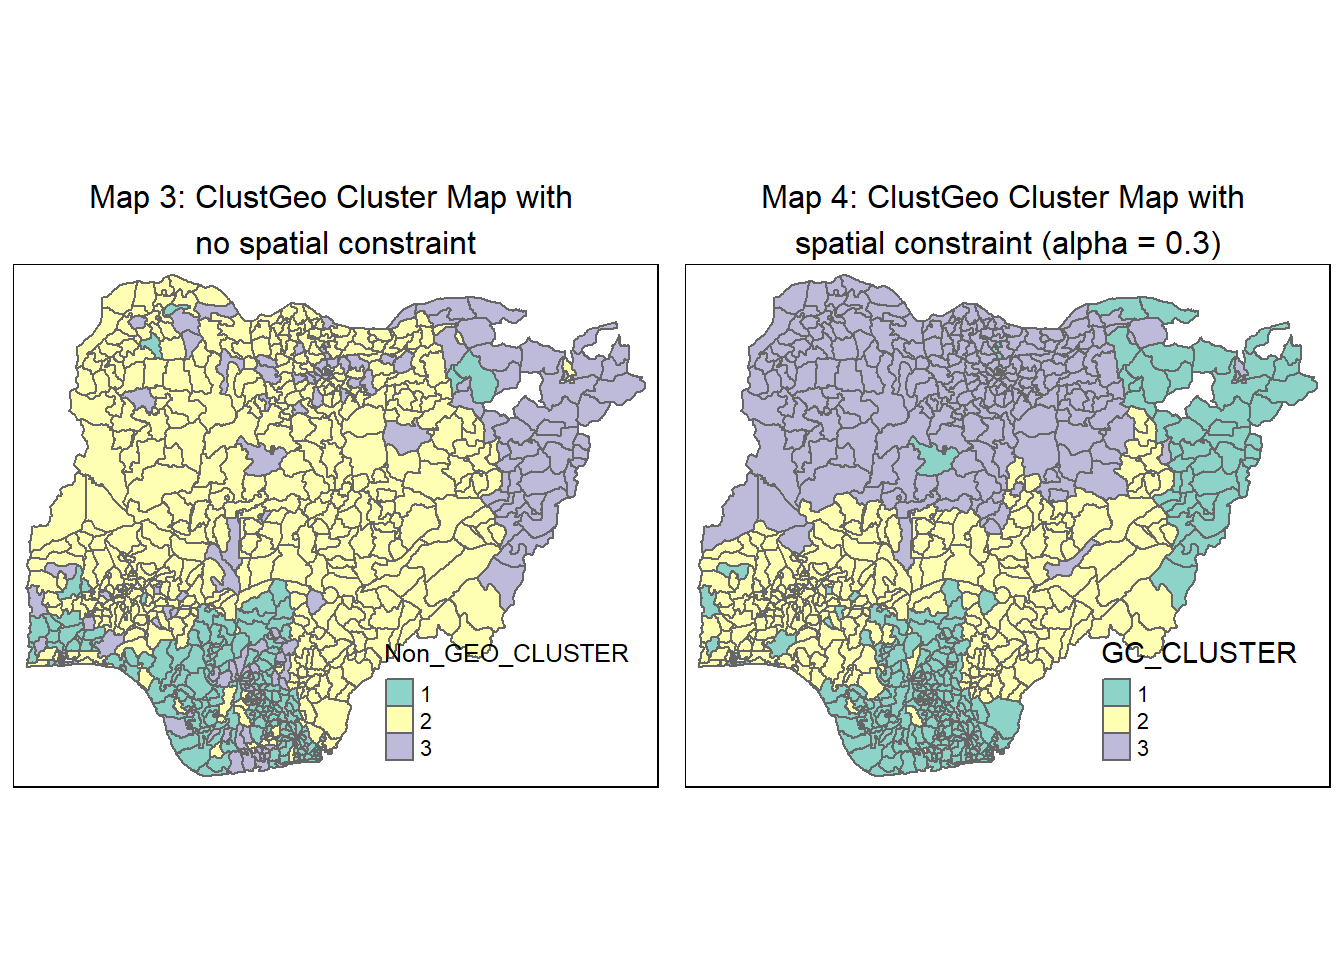 Map 3: ClustGeo Cluster Map with
no spatial constraint
Non_GEO_CLUSTER
1
2
3
Map 4: ClustGeo Cluster Map with
spatial constraint (alpha = 0.3)
GC_CLUSTER
1
2
3